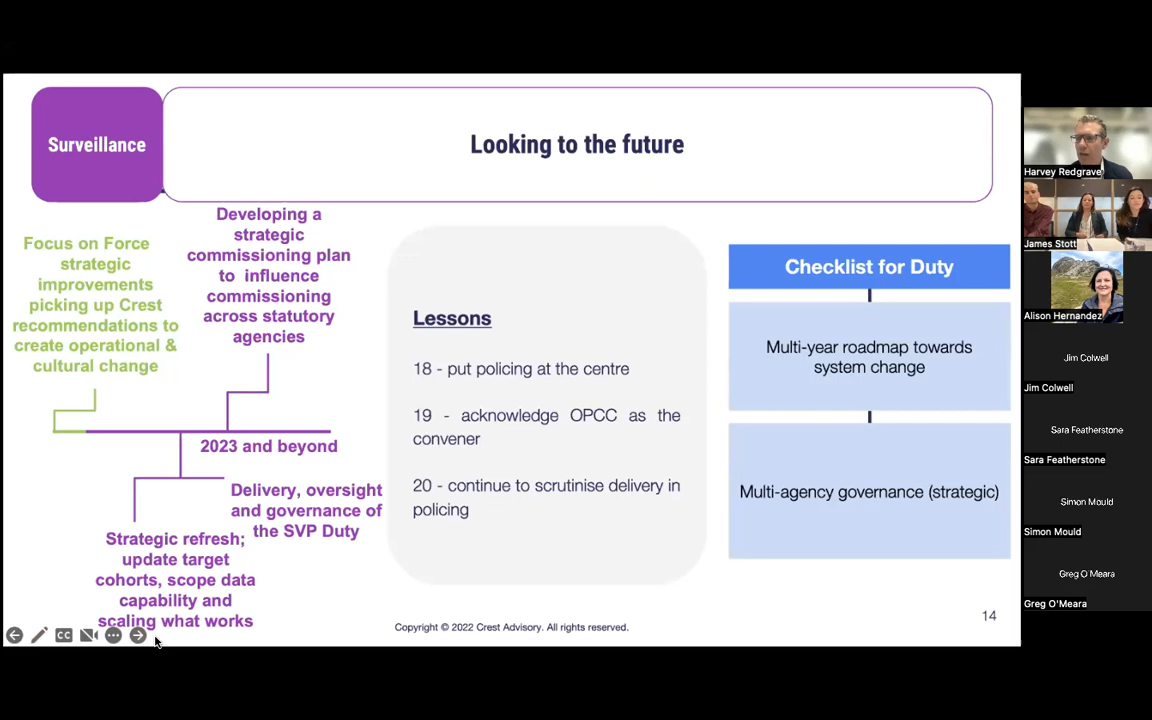 Surveillance
Looking to the future
Focus on Force
strategic
improvements
picking up Crest
recommendations to
create operational &
cultural change
Developing a
strategic
commissioning plan
to influence
commissioning
across statutory
agencies
2023 and beyond
Delivery, oversight
and governance of
the SVP Duty
Strategic refresh;
update target
cohorts, scope data
capability and
scaling what works
Lessons
18 - put policing at the centre
19 - acknowledge OPCC as the
convener
20 - continue to scrutinise delivery in
policing
Checklist for Duty
Multi-year roadmap towards
system change
Multi-agency governance (strategic)
Copyright © 2022 Crest Advisory. All rights reserved.
14
CC
Harvey Redgrave
James Stott
Alison Hernandez
Jim Colwell
Jim Colwell
Sara Featherstone
Sara Featherstone
Simon Mould
Simon Mould
Greg O'Meara
Greg O'Meara